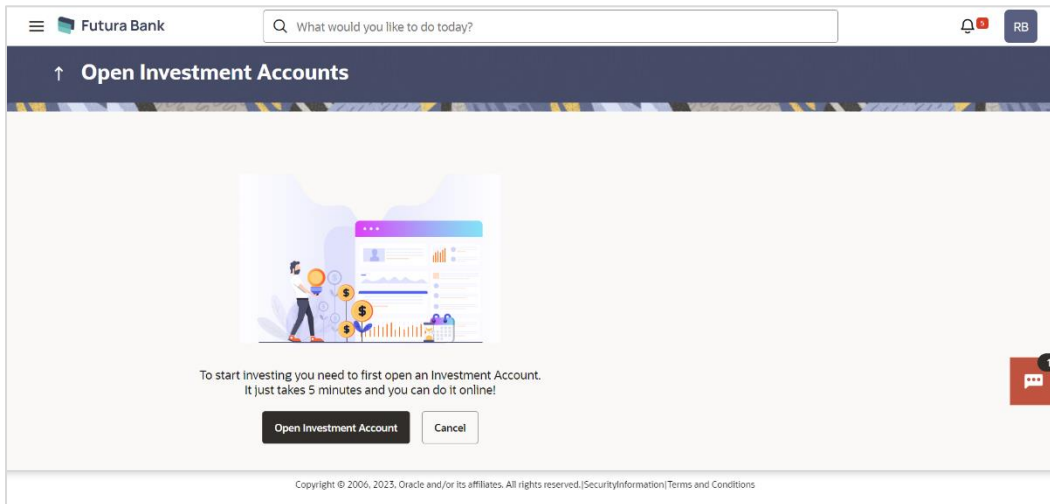 Futura Bank
What would you like to do today?
5
RB
↑ Open Investment Accounts
$
$
$
$
$
To start investing you need to first open an Investment Account.
It just takes 5 minutes and you can do it online!
Open Investment Account
Cancel
1
Copyright © 2006, 2023, Oracle and/or its affiliates. All rights reserved.|SecurityInformation|Terms and Conditions